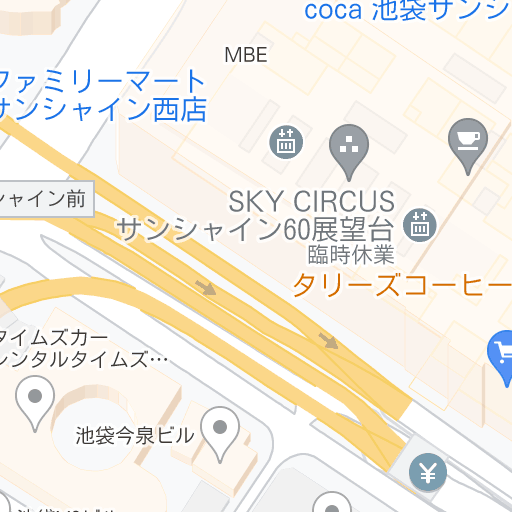 coca 池袋サンシ
MBE
ファミリーマート
サンシャイン西店
シャイン前
SKY CIRCUS
サンシャイン60展望台
臨時休業
タリーズコーヒー
タイムズカー
レンタルタイムズ…
池袋今泉ビル
¥